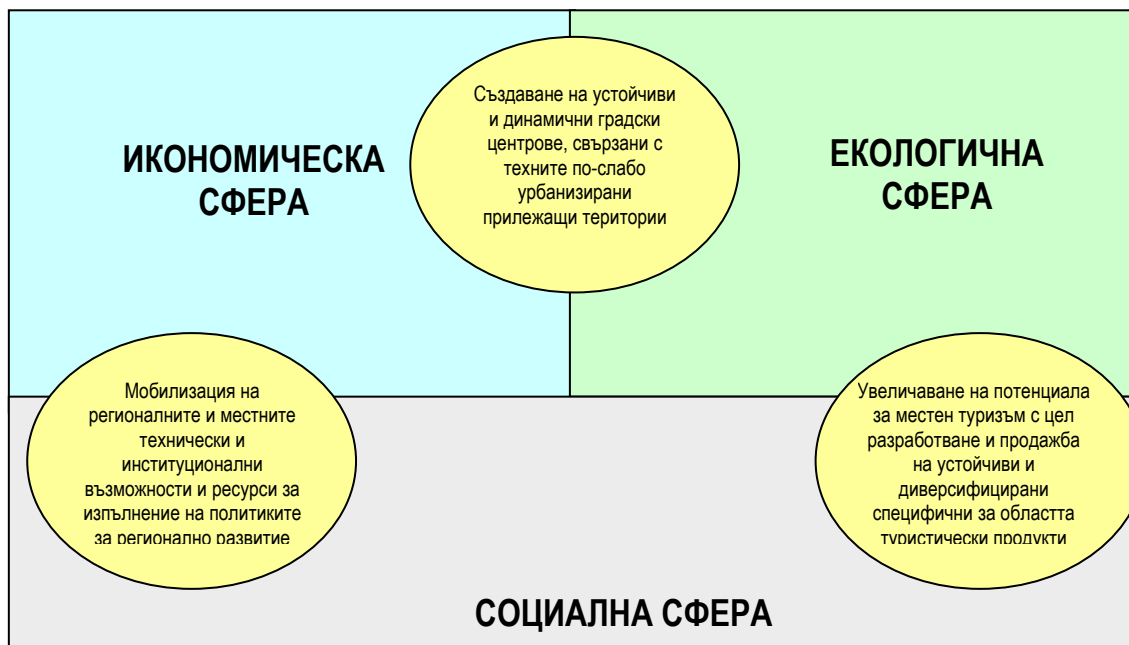 Създаване на устойчиви
и динамични градски
центрове, свързани с
техните по-слабо
урбанизирани
прилежащи територии
ИКОНОМИЧЕСКА
СФЕРА
ЕКОЛОГИЧНА
СФЕРА
Мобилизация на
регионалните и местните
технически и
институционални
възможности и ресурси за
изпълнение на политиките
за регионално развитие
Увеличаване на потенциала
за местен туризъм с цел
разработване и продажба
на устойчиви и
диверсифицирани
специфични за областта
туристически продукти
СОЦИАЛНА СФЕРА